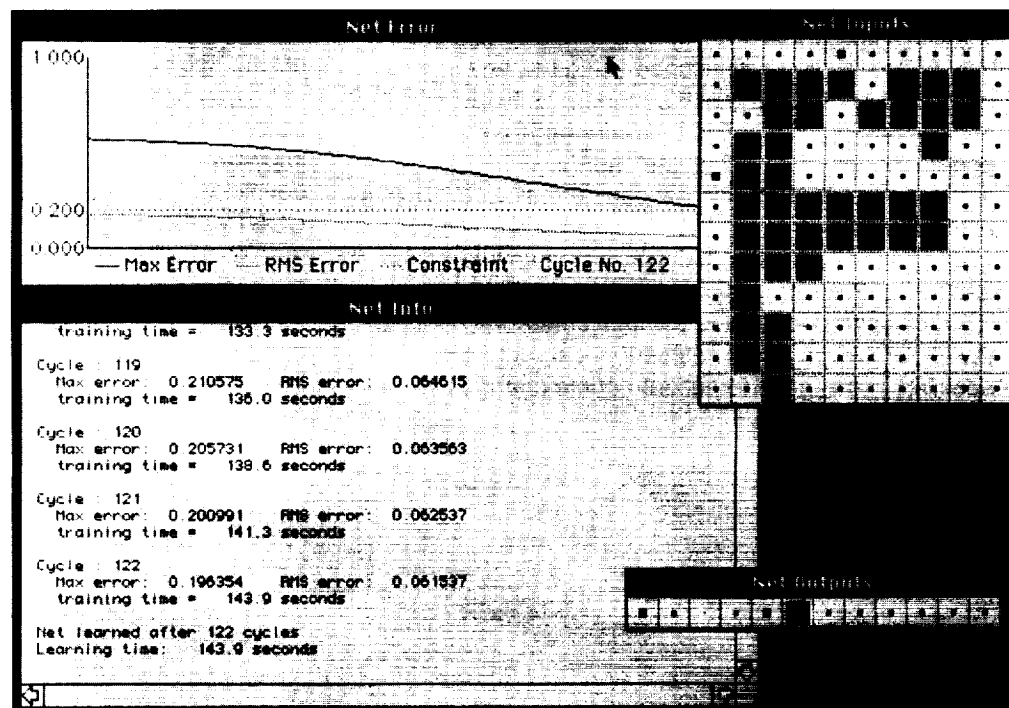 Net Error
1.000
0.200
0.000
Max Error RMS Error Constraint Cycle No. 122
Net Inputs
Net Info
training time = 133.3 seconds
Cycle : 119
Max error: 0.210575 RMS error: 0.064615
training time = 136.0 seconds
Cycle : 120
Max error: 0.205731 RMS error: 0.063563
training time = 138.6 seconds
Cycle : 121
Max error: 0.200991 RMS error: 0.062537
training time = 141.3 seconds
Cycle : 122
Max error: 0.196354 RMS error: 0.061537
training time = 143.9 seconds
Net learned after 122 cycles
Learning time: 143.9 seconds
Net Outputs